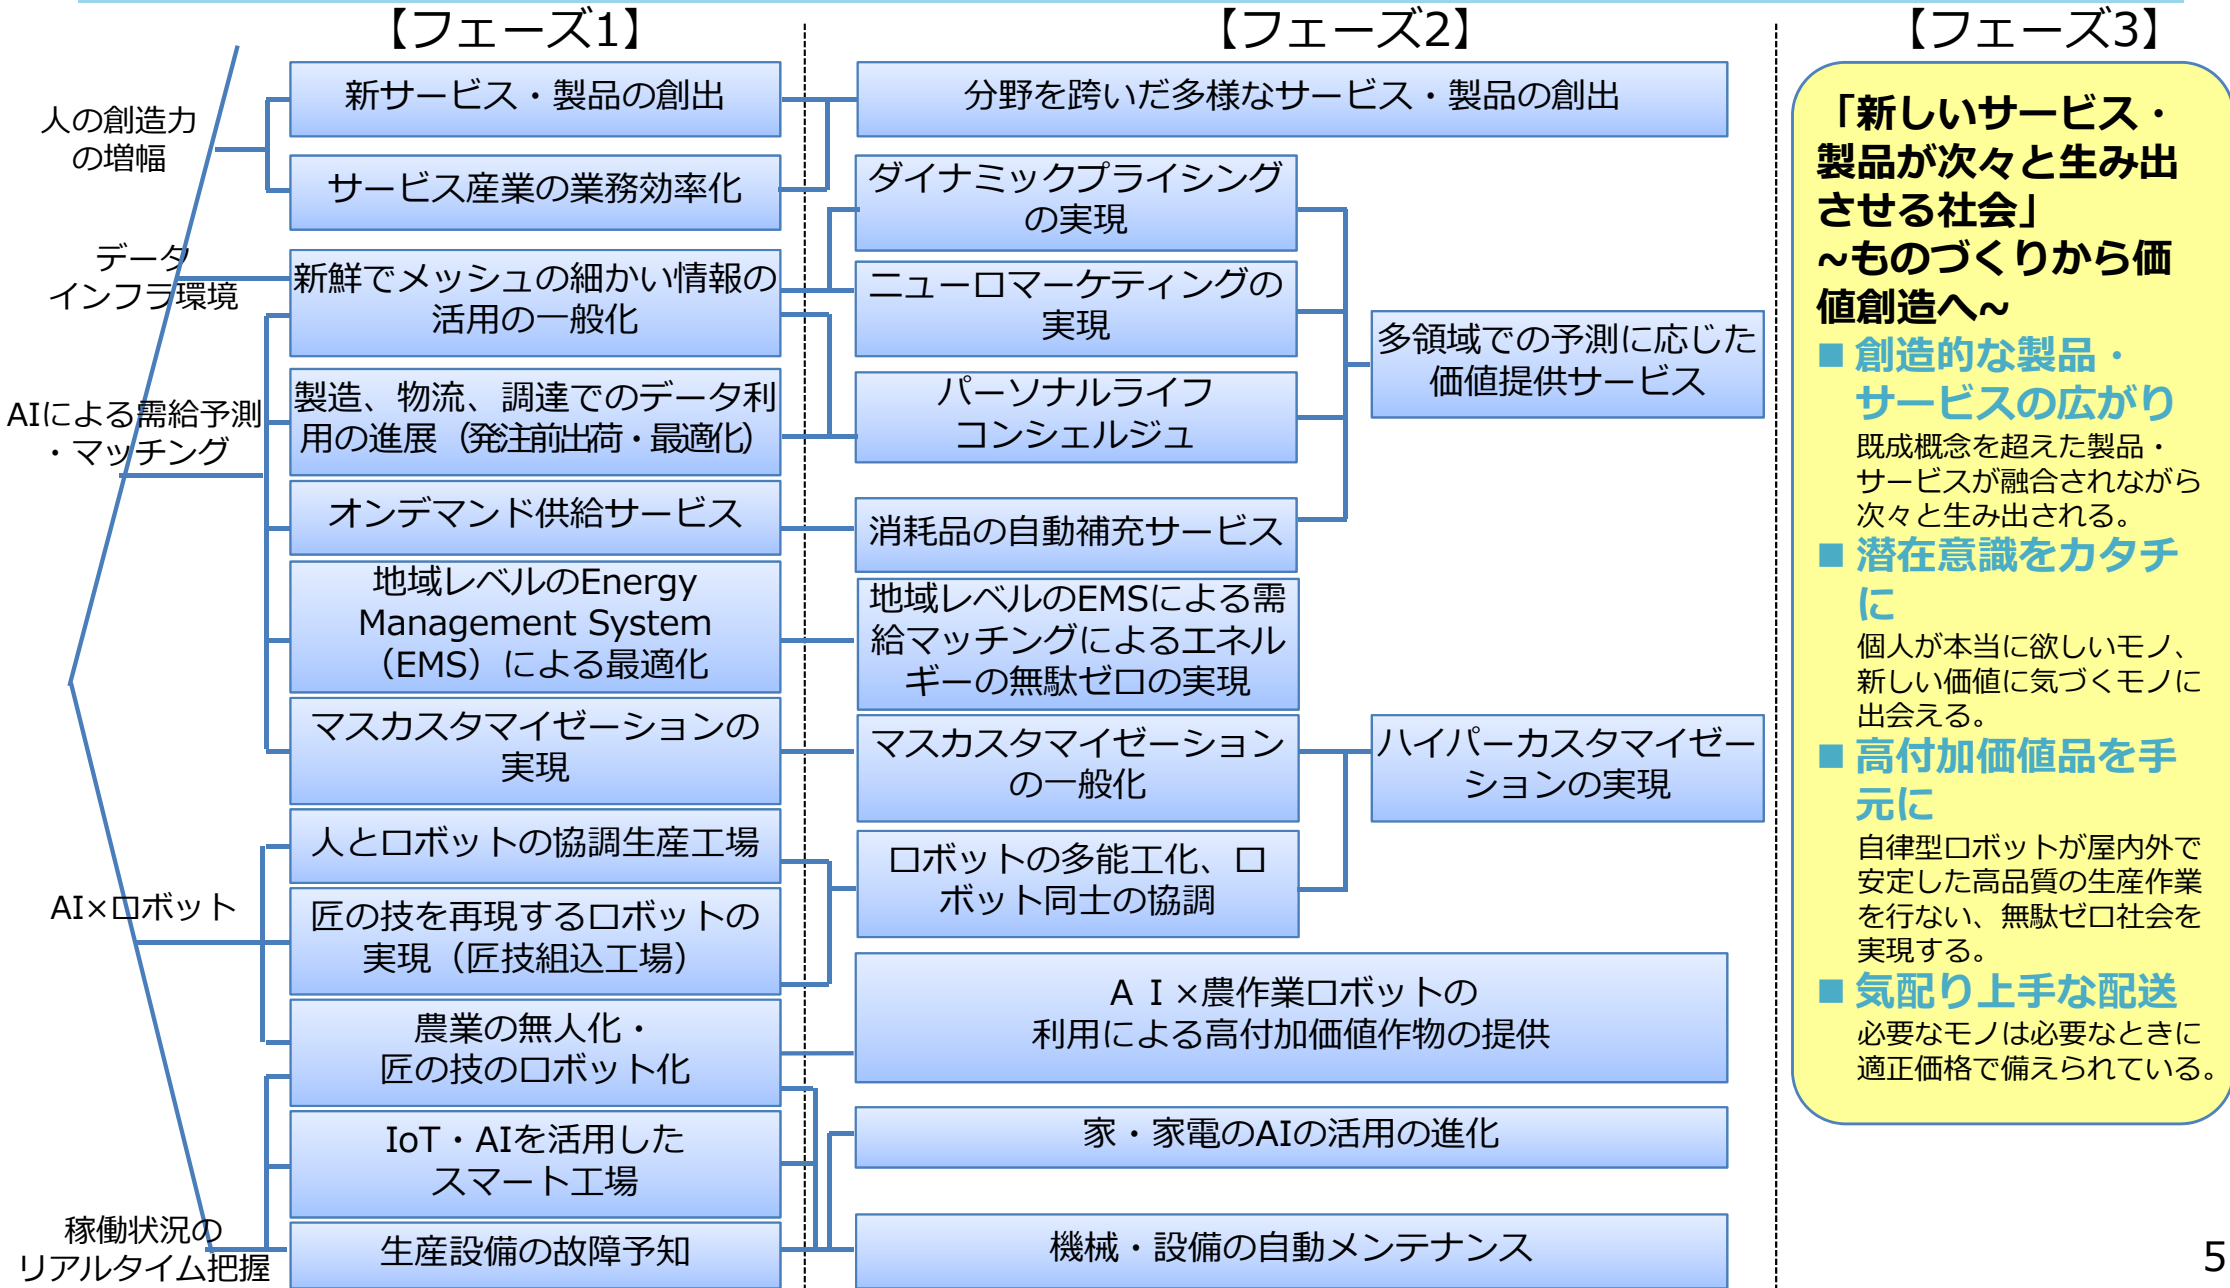 【フェーズ1】
【フェーズ2】
【フェーズ3】
人の創造力
の増幅
データ
インフラ環境
AIによる需給予測
・マッチング
AI×ロボット
稼働状況の
リアルタイム把握
新サービス・製品の創出
サービス産業の業務効率化
新鮮でメッシュの細かい情報の
活用の一般化
製造、物流、調達でのデータ利
用の進展（発注前出荷・最適化）
オンデマンド供給サービス
地域レベルのEnergy
Management System
（EMS）による最適化
マスカスタマイゼーションの
実現
人とロボットの協調生産工場
匠の技を再現するロボットの
実現（匠技組込工場）
農業の無人化・
匠の技のロボット化
IoT・AIを活用した
スマート工場
生産設備の故障予知
分野を跨いだ多様なサービス・製品の創出
ダイナミックプライシング
の実現
ニューロマーケティングの
実現
パーソナルライフ
コンシェルジュ
消耗品の自動補充サービス
地域レベルのEMSによる需
給マッチングによるエネル
ギーの無駄ゼロの実現
マスカスタマイゼーション
の一般化
ロボットの多能工化、ロ
ボット同士の協調
ＡＩ×農作業ロボットの
利用による高付加価値作物の提供
家・家電のAIの活用の進化
機械・設備の自動メンテナンス
多領域での予測に応じた
価値提供サービス
ハイパーカスタマイゼー
ションの実現
「新しいサービス・
製品が次々と生み出
させる社会」
~ものづくりから価
値創造へ~
■ 創造的な製品・
サービスの広がり
既成概念を超えた製品・
サービスが融合されながら
次々と生み出される。
■ 潜在意識をカタチ
に
個人が本当に欲しいモノ、
新しい価値に気づくモノに
出会える。
■ 高付加価値品を手
元に
自律型ロボットが屋内外で
安定した高品質の生産作業
を行ない、無駄ゼロ社会を
実現する。
■ 気配り上手な配送
必要なモノは必要なときに
適正価格で備えられている。
5